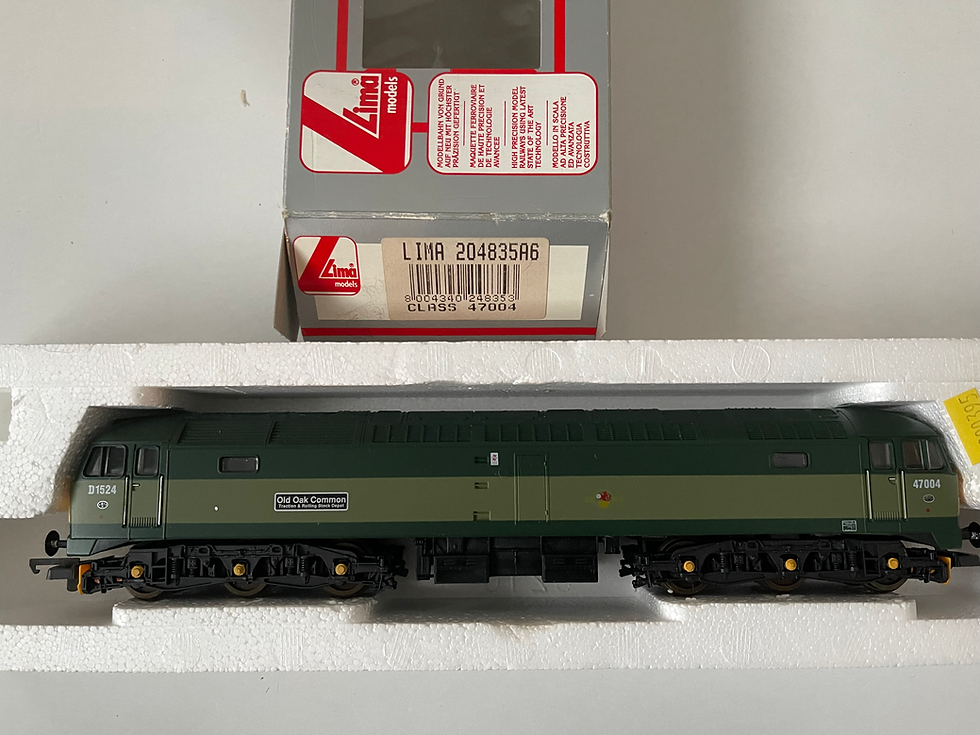 Lima®
models
MODELLBAHN VON GRUND
AUF NEU MIT HÖCHSTER
PRÄZISION GEFERTIGT
MAQUETTE FERROVIAIRE
DE HAUTE PRECISION ET
DE TECHNOLOGIE
AVANCEE
HIGH PRECISION MODEL
RAILWAYS USING LATEST
STATE OF THE ART
TECHNOLOGY
MODELLO IN SCALA
AD ALTA PRECISIONE
ED AVANZATA
TECNOLOGIA
COSTRUTTIVA
Lima
models
LIMA 204835A6
8 004340 248353
CLASS 47004
D1524
Old Oak Common
Traction & Rolling Stock Depot
47004